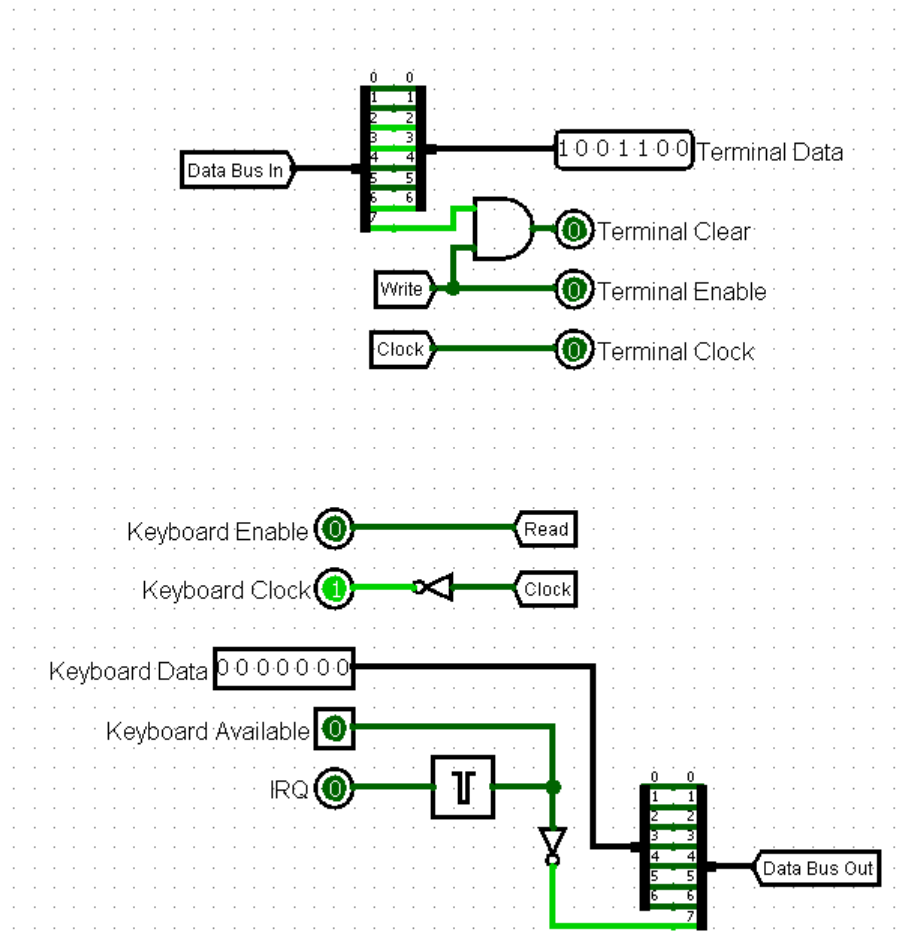 0 0
1 1
2 2
3 3
4 4
5 5
6 6
7
Data Bus In
1 0 0 1 1 0 0 Terminal Data
0 Terminal Clear
Write
0 Terminal Enable
Clock
0 Terminal Clock
Keyboard Enable 0 Read
Keyboard Clock 1 Clock
Keyboard Data 0 0 0 0 0 0 0
Keyboard Available 0
IRQ 0
0 0
1 1
2 2
3 3
4 4
5 5
6 6
7
Data Bus Out